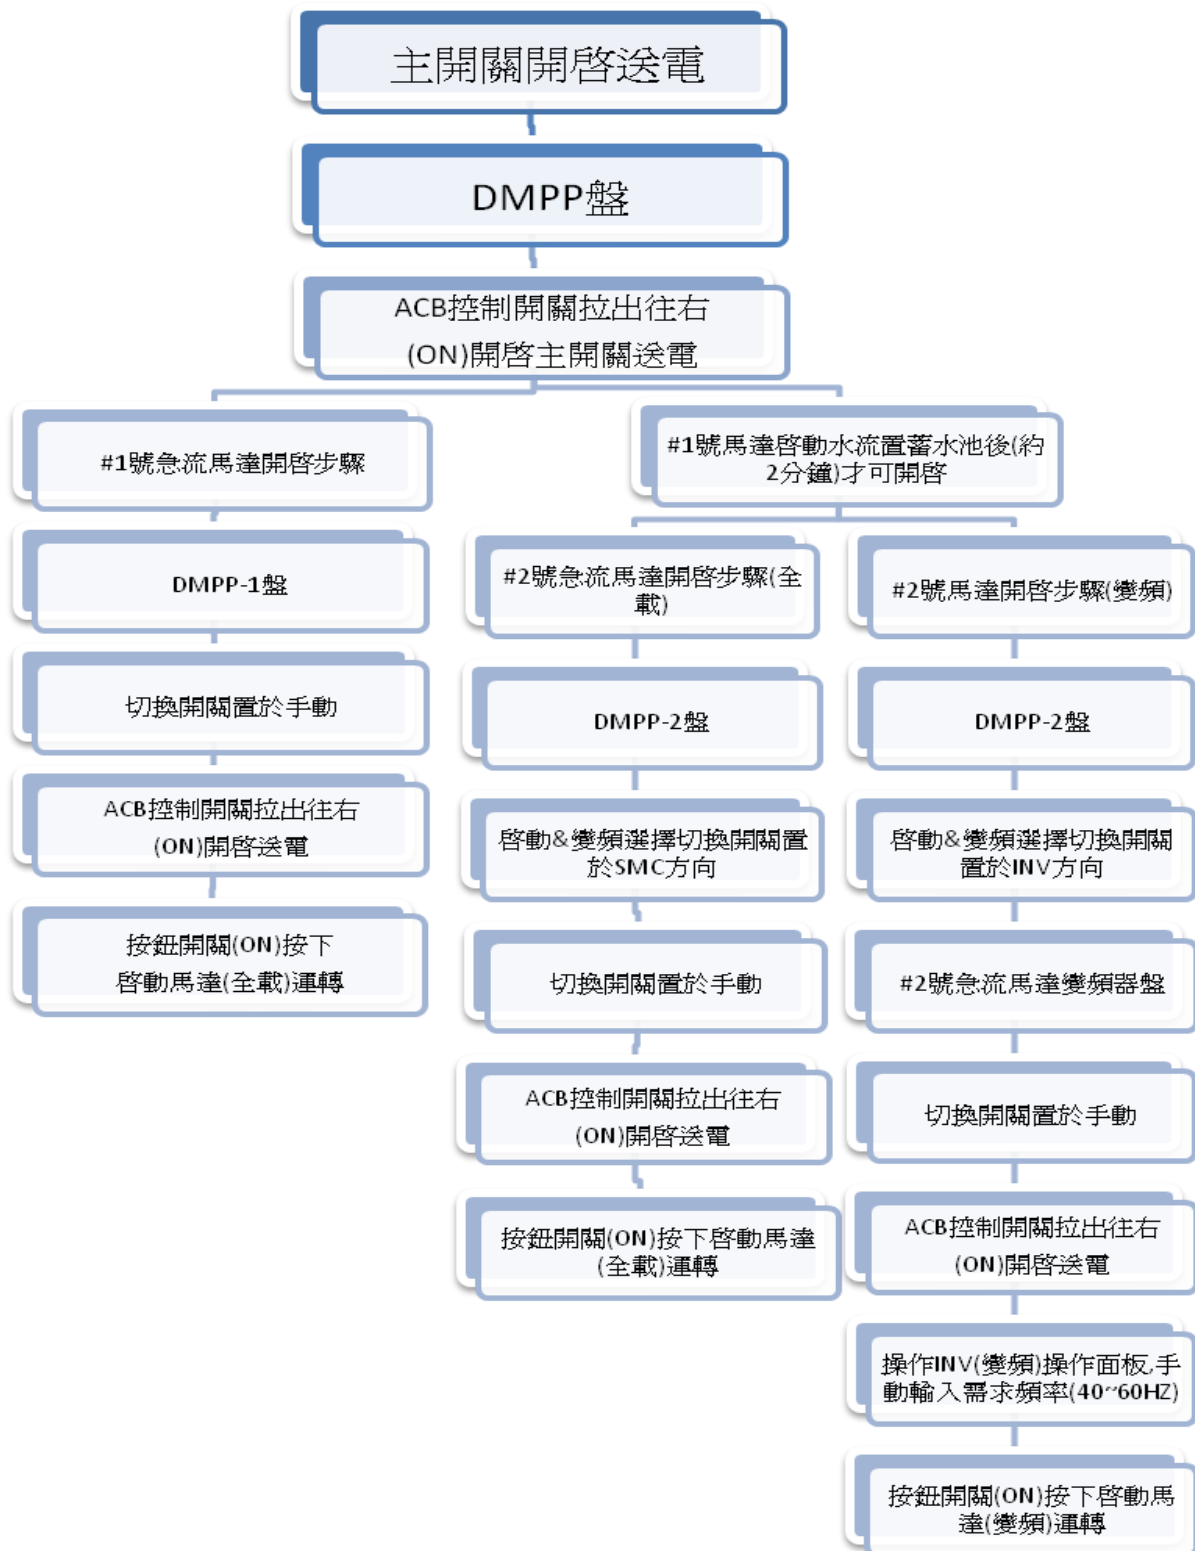 主開關開啓送電
DMPP盤
ACB控制開關拉出往右
(ON)開啓主開關送電
#1號急流馬達開啓步驟
DMPP-1盤
切換開關置於手動
ACB控制開關拉出往右
(ON)開啓送電
按鈕開關(ON)按下
啓動馬達(全載)運轉
#1號馬達啓動水流置蓄水池後(約
2分鐘)才可開啓
#2號急流馬達開啓步驟(全
載)
DMPP-2盤
啓動&變頻選擇切換開關置
於SMC方向
切換開關置於手動
ACB控制開關拉出往右
(ON)開啓送電
按鈕開關(ON)按下啓動馬達
(全載)運轉
#2號馬達開啓步驟(變頻)
DMPP-2盤
啓動&變頻選擇切換開關
置於INV方向
#2號急流馬達變頻器盤
切換開關置於手動
ACB控制開關拉出往右
(ON)開啓送電
操作INV(變頻)操作面板,手
動輸入需求頻率(40~60HZ)
按鈕開關(ON)按下啓動馬
達(變頻)運轉